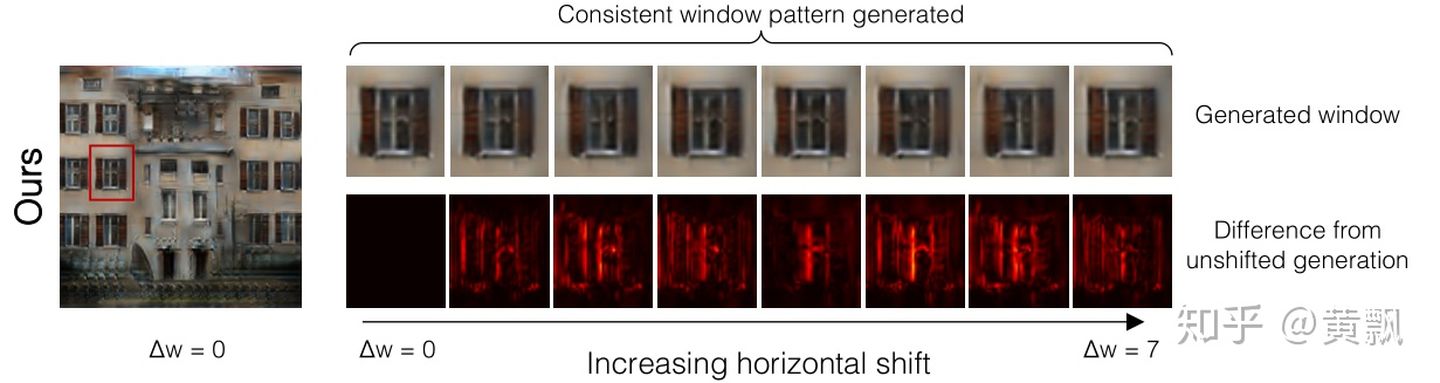 Consistent window pattern generated
Ours
Generated window
Difference from
unshifted generation
Δw = 0
Δw = 0
Δw = 7
Increasing horizontal shift
知乎 @黄飘